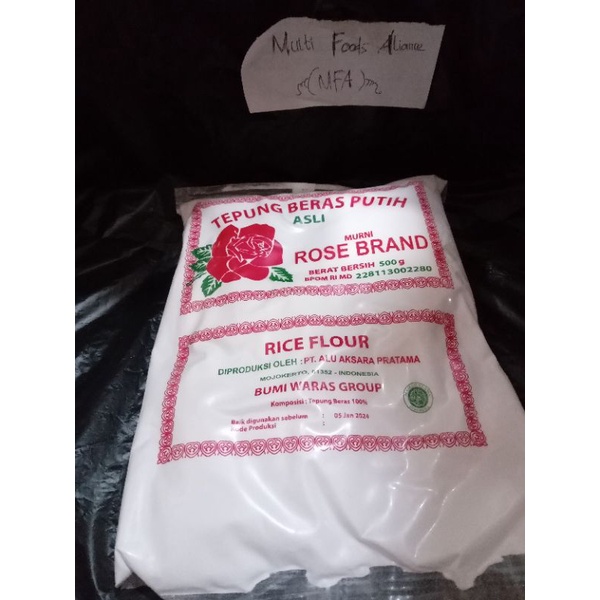 Multi Foods Aliance
(MFA)
TEPUNG BERAS PUTIH
ASLI
MURNI
ROSE BRAND
BERAT BERSIH 500 g
BPOM RI MD 228113002280
RICE FLOUR
DIPRODUKSI OLEH : PT. ALU AKSARA PRATAMA
MOJOKERTO, 61352 - INDONESIA
BUMI WARAS GROUP
Komposisi : Tepung Beras 100%
Baik digunakan sebelum : 05 Jan 2024
Kode Produksi :